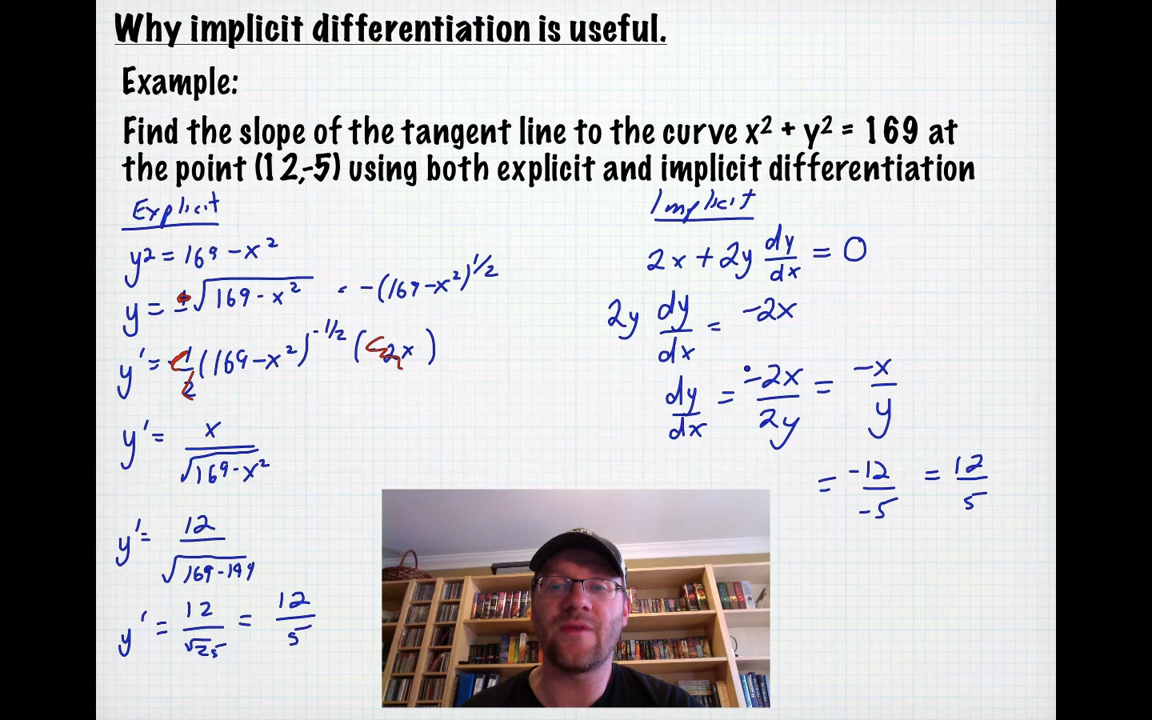 Why implicit differentiation is useful.
Example:
Find the slope of the tangent line to the curve x² + y² = 169 at
the point (12,-5) using both explicit and implicit differentiation
Explicit
y² = 169 - x²
y = ±√(169 - x²) = -(169 - x²)^1/2
y' = -1/2 (169 - x²)^-1/2 (-2x)
y' = x/√(169 - x²)
y' = 12/√(169 - 144)
y' = 12/√25 = 12/5
Implicit
2x + 2y dy/dx = 0
2y dy/dx = -2x
dy/dx = -2x/2y = -x/y
= -12/-5 = 12/5